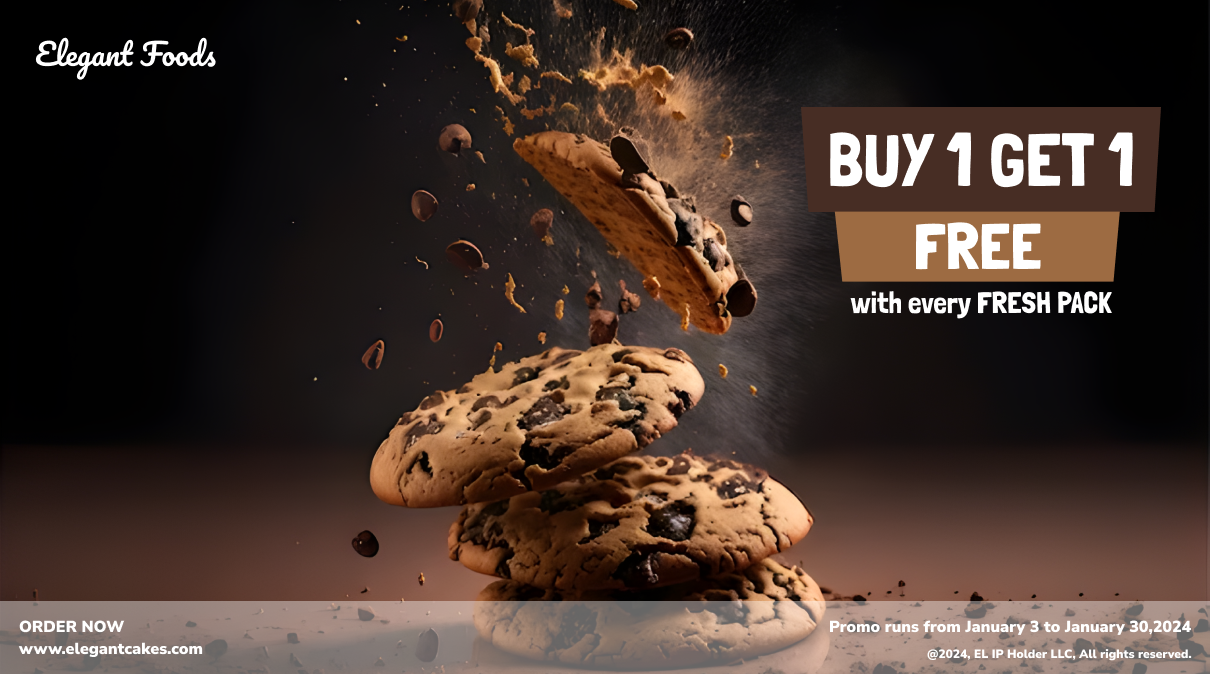 Elegant Foods
BUY 1 GET 1
FREE
with every FRESH PACK
ORDER NOW
www.elegantcakes.com
Promo runs from January 3 to January 30,2024
@2024, EL IP Holder LLC, All rights reserved.